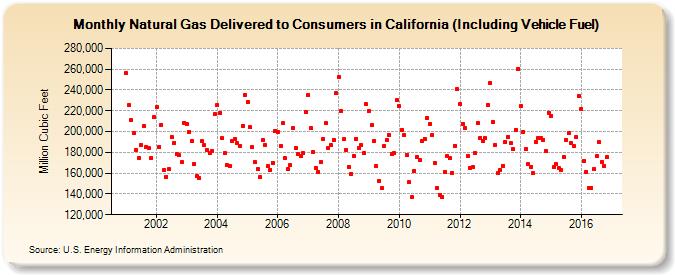 Monthly Natural Gas Delivered to Consumers in California (Including Vehicle Fuel)
Million Cubic Feet
280,000
260,000
240,000
220,000
200,000
180,000
160,000
140,000
120,000
2002 2004 2006 2008 2010 2012 2014 2016
Source: U.S. Energy Information Administration